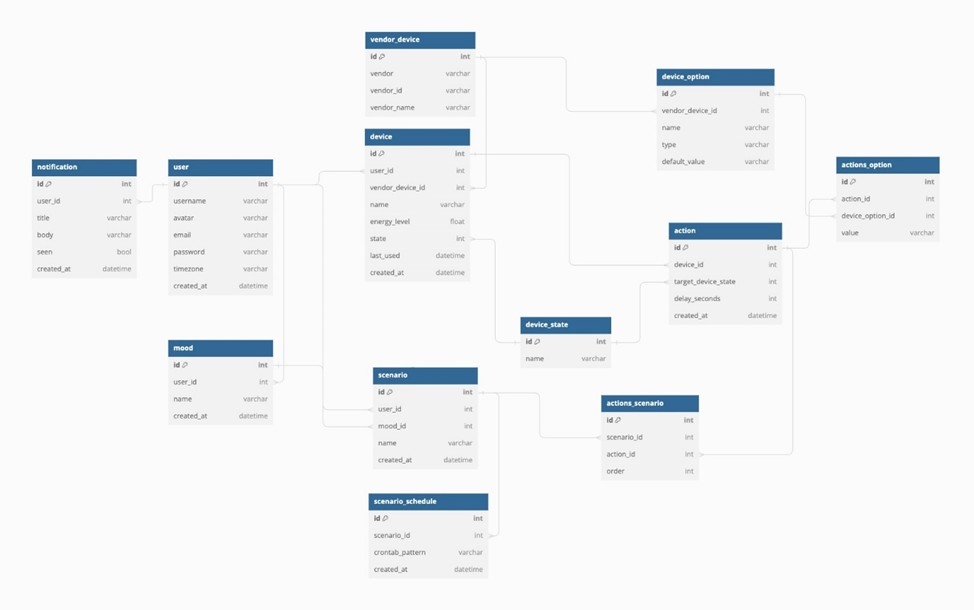 vendor_device
id int
vendor varchar
vendor_id varchar
vendor_name varchar
device_option
id int
vendor_device_id int
name varchar
type varchar
default_value varchar
device
id int
user_id int
vendor_device_id int
name varchar
energy_level float
state int
last_used datetime
created_at datetime
notification
id int
user_id int
title varchar
body varchar
seen bool
created_at datetime
user
id int
username varchar
avatar varchar
email varchar
password varchar
timezone varchar
created_at datetime
actions_option
id int
action_id int
device_option_id int
value varchar
action
id int
device_id int
target_device_state int
delay_seconds int
created_at datetime
device_state
id int
name varchar
mood
id int
user_id int
name varchar
created_at datetime
scenario
id int
user_id int
mood_id int
name varchar
created_at datetime
actions_scenario
id int
scenario_id int
action_id int
order int
scenario_schedule
id int
scenario_id int
crontab_pattern varchar
created_at datetime